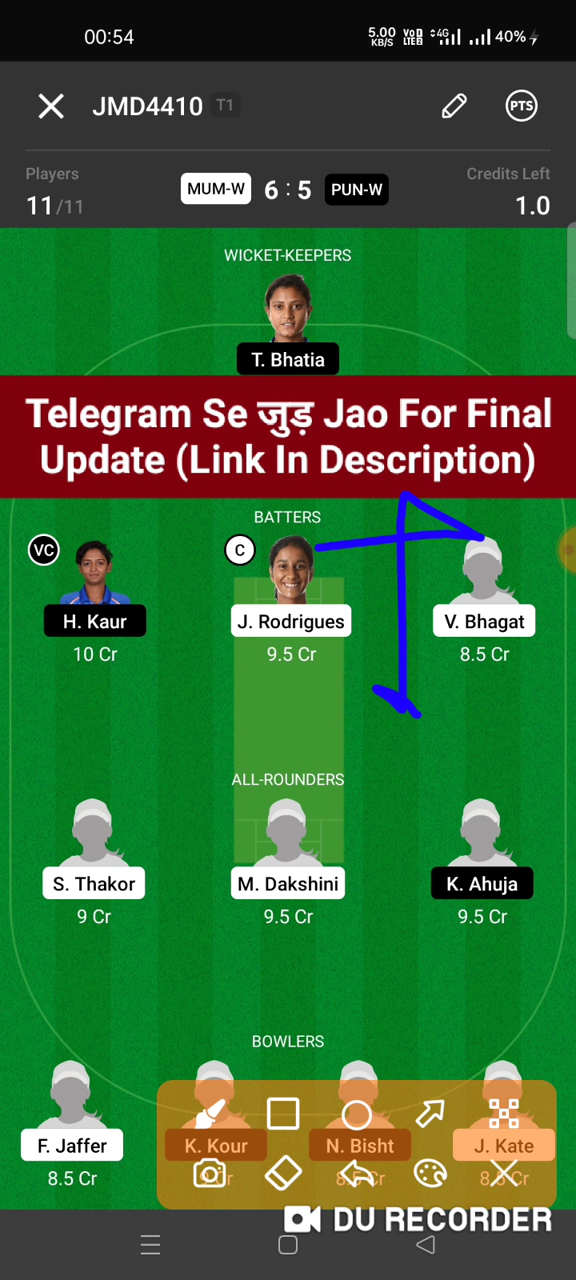 00:54
5.00 KB/S VoD LTE2 4G 40%
JMD4410 T1
PTS
Players
Credits Left
MUM-W 6 : 5 PUN-W
11/11
1.0
WICKET-KEEPERS
T. Bhatia
Telegram Se जुड़ Jao For Final
Update (Link In Description)
BATTERS
VC
C
H. Kaur
J. Rodrigues
V. Bhagat
10 Cr
9.5 Cr
8.5 Cr
ALL-ROUNDERS
S. Thakor
M. Dakshini
K. Ahuja
9 Cr
9.5 Cr
9.5 Cr
BOWLERS
F. Jaffer
K. Kour
N. Bisht
J. Kate
8.5 Cr
DU RECORDER